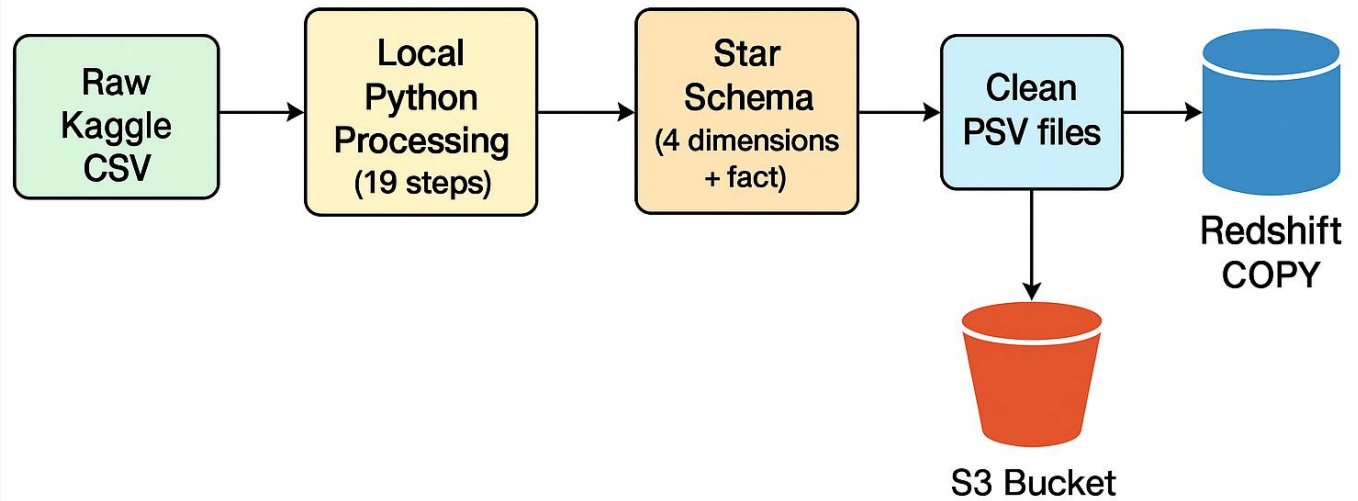 Raw
Kaggle
CSV
Local
Python
Processing
(19 steps)
Star
Schema
(4 dimensions
+ fact)
Clean
PSV files
Redshift
COPY
S3 Bucket